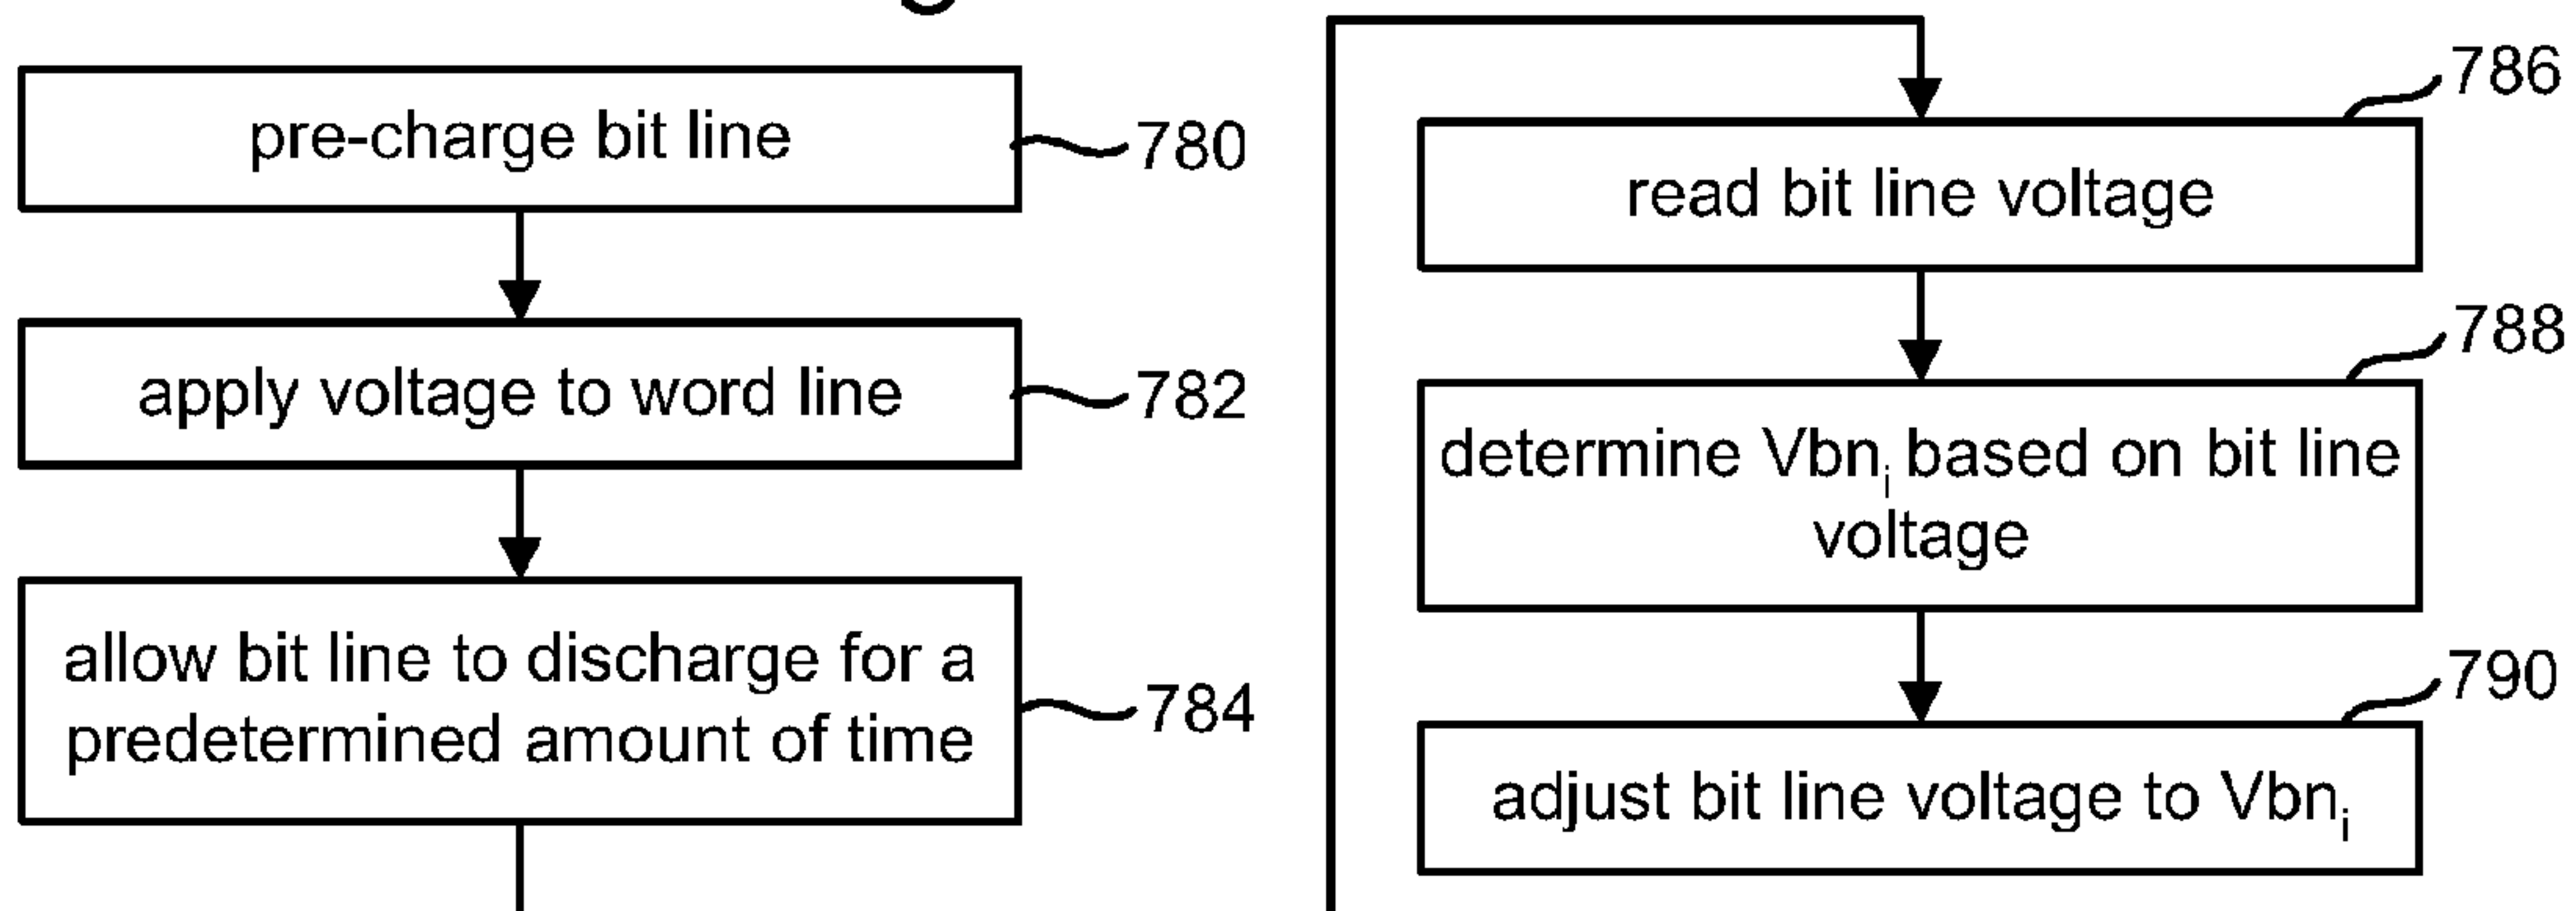 pre-charge bit line
780
apply voltage to word line
782
allow bit line to discharge for a
predetermined amount of time
784
786
read bit line voltage
788
determine Vbnᵢ based on bit line
voltage
790
adjust bit line voltage to Vbnᵢ